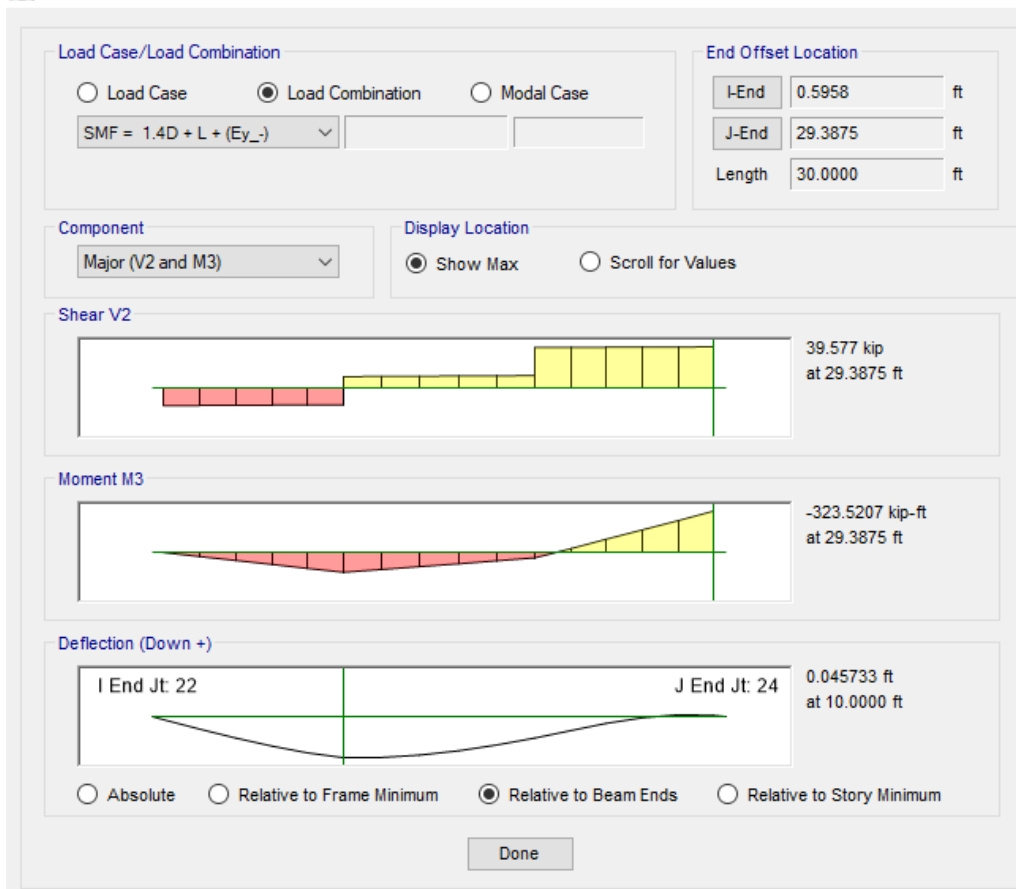 Load Case/Load Combination
Load Case
Load Combination
Modal Case
SMF = 1.4D + L + (Ey_-)
End Offset Location
I-End
0.5958
ft
J-End
29.3875
ft
Length
30.0000
ft
Component
Major (V2 and M3)
Display Location
Show Max
Scroll for Values
Shear V2
39.577 kip
at 29.3875 ft
Moment M3
-323.5207 kip-ft
at 29.3875 ft
Deflection (Down +)
I End Jt: 22
J End Jt: 24
0.045733 ft
at 10.0000 ft
Absolute
Relative to Frame Minimum
Relative to Beam Ends
Relative to Story Minimum
Done